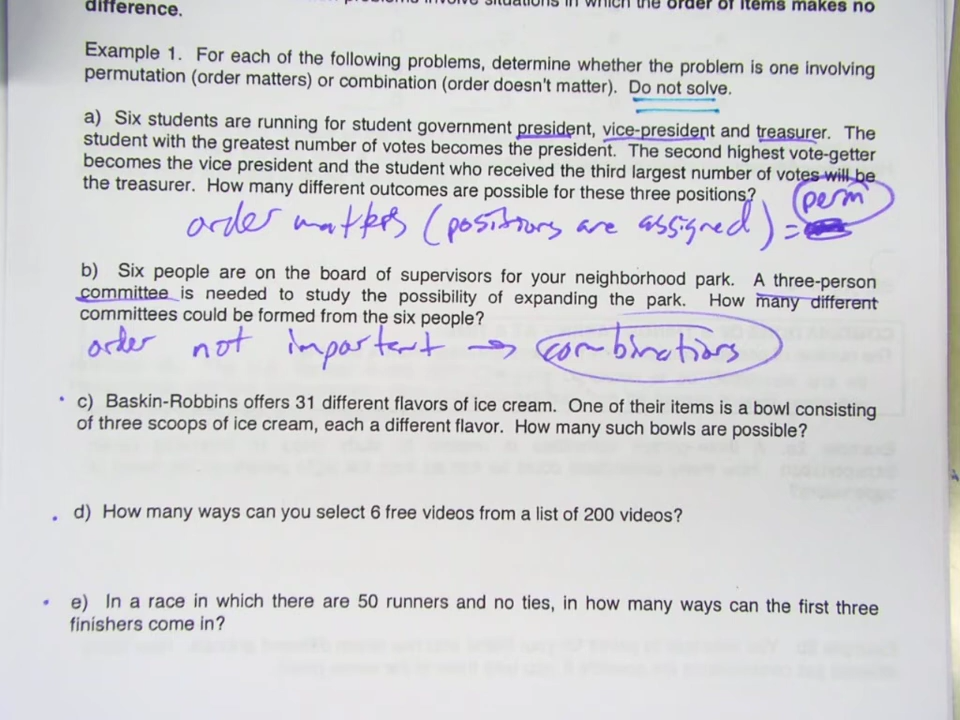 involve situations in which the order of items makes no
difference.
Example 1. For each of the following problems, determine whether the problem is one involving
permutation (order matters) or combination (order doesn't matter). Do not solve.
a) Six students are running for student government president, vice-president and treasurer. The
student with the greatest number of votes becomes the president. The second highest vote-getter
becomes the vice president and the student who received the third largest number of votes will be
the treasurer. How many different outcomes are possible for these three positions?
perm
order matters (positions are assigned) =
b) Six people are on the board of supervisors for your neighborhood park. A three-person
committee is needed to study the possibility of expanding the park. How many different
committees could be formed from the six people?
order not important → combinations
c) Baskin-Robbins offers 31 different flavors of ice cream. One of their items is a bowl consisting
of three scoops of ice cream, each a different flavor. How many such bowls are possible?
d) How many ways can you select 6 free videos from a list of 200 videos?
e) In a race in which there are 50 runners and no ties, in how many ways can the first three
finishers come in?